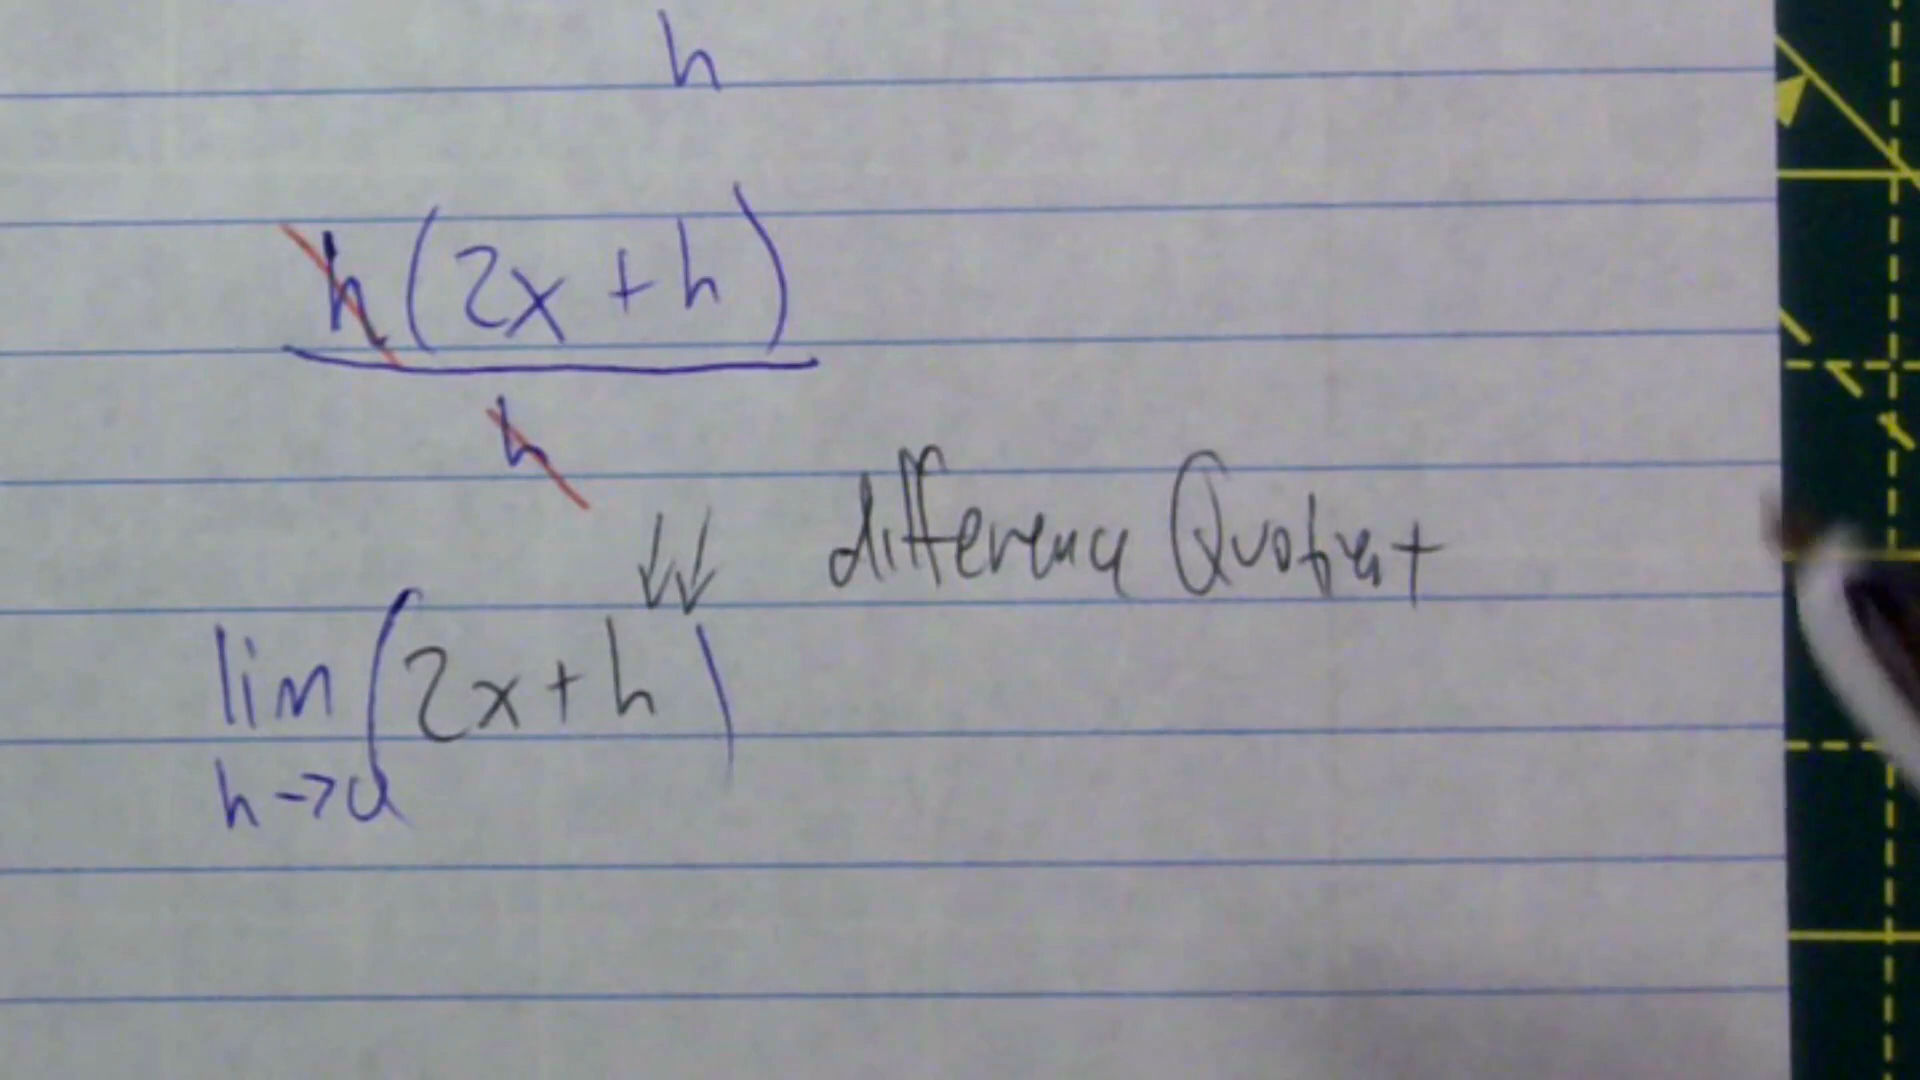 h
h(2x+h)
h
difference Quotient
lim(2x+h)
h→0